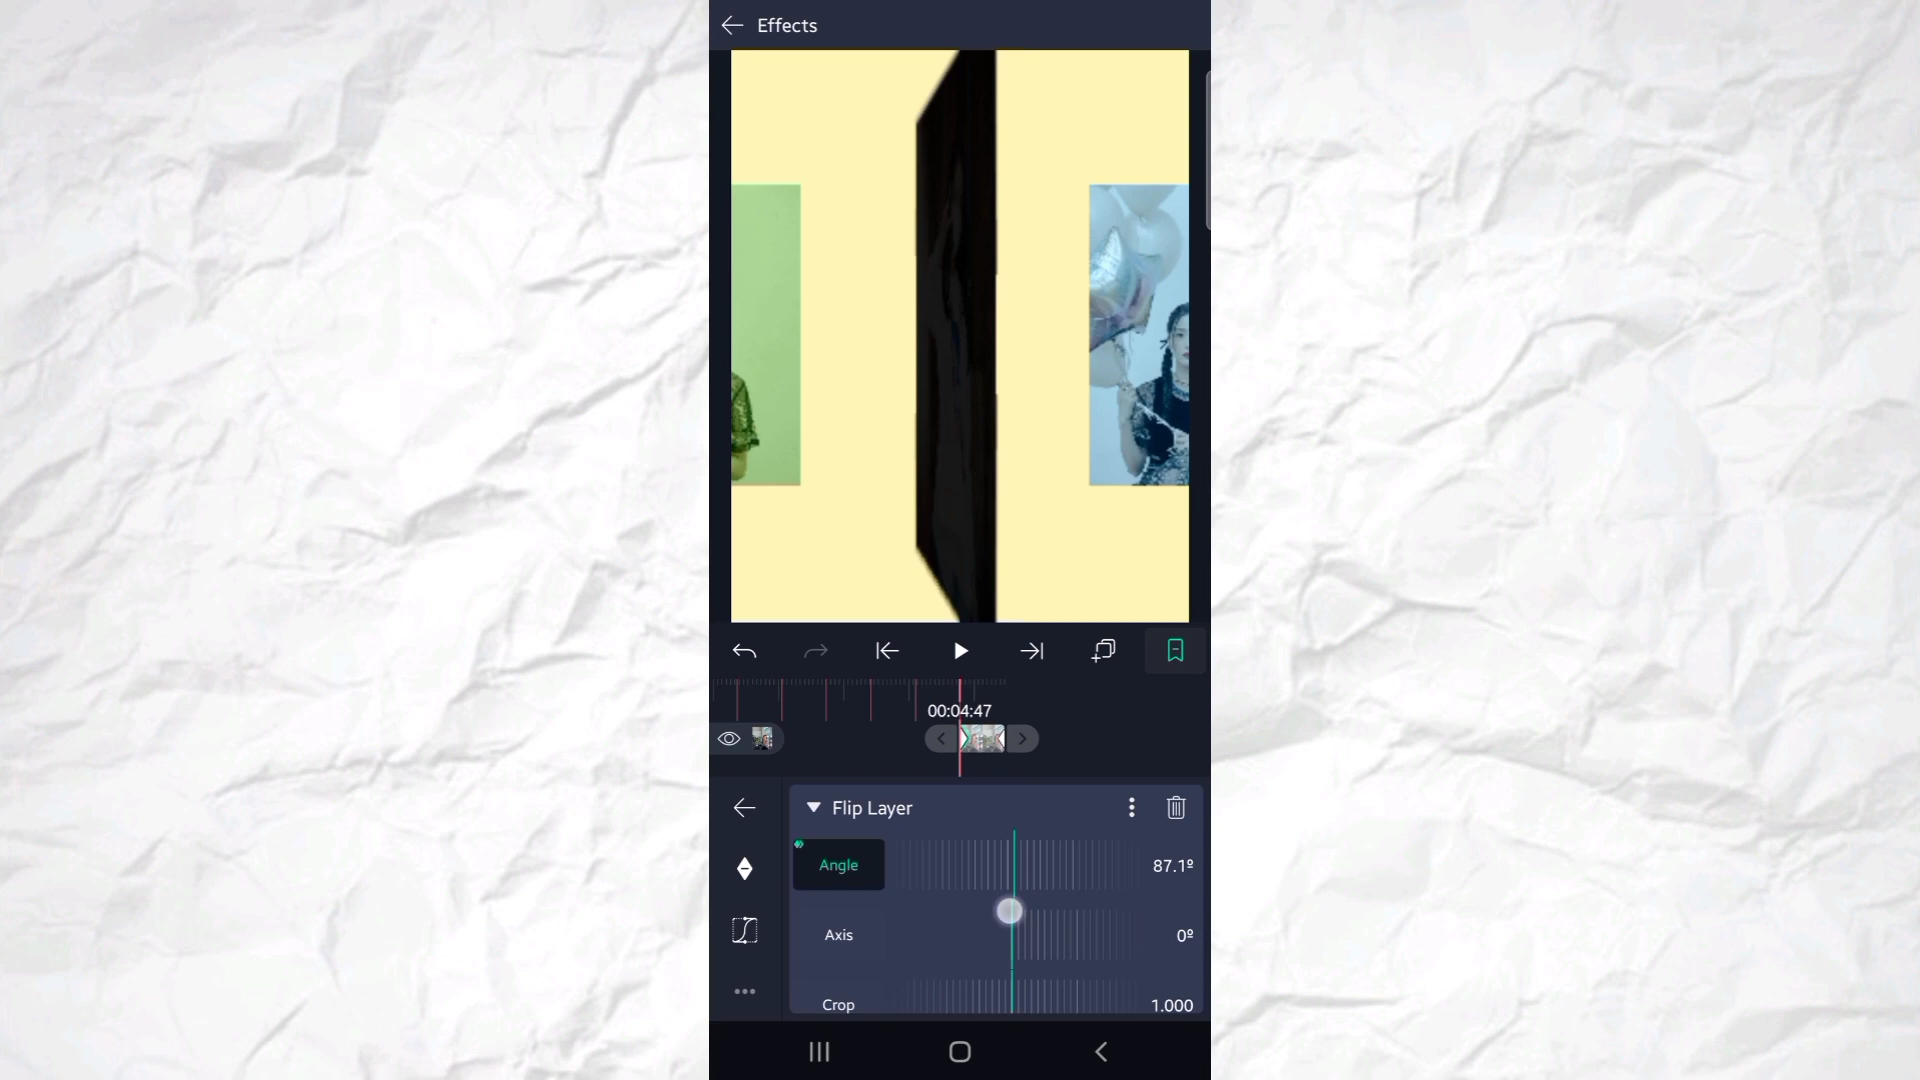 Effects
00:04:47
Flip Layer
Angle 87.1º
Axis 0º
Crop 1.000